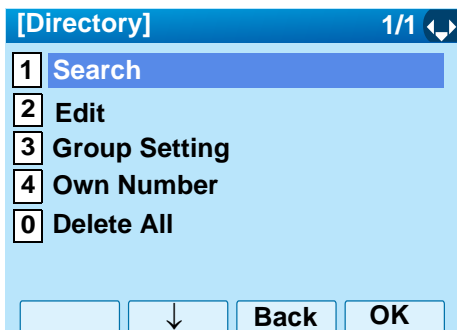 [Directory] 1/1
1 Search
2 Edit
3 Group Setting
4 Own Number
0 Delete All
↓ Back OK